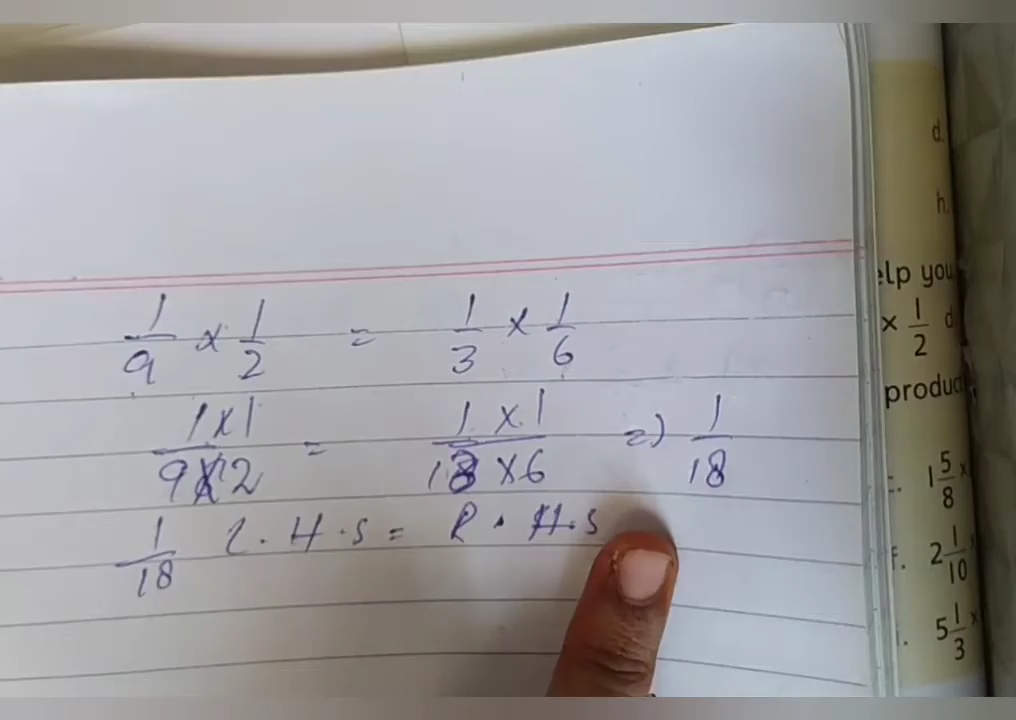 1/9 × 1/2 = 1/3 × 1/6
1×1/9×2 = 1×1/18×6 => 1/18
1/18 L.H.S = R.H.S
d.
h.
elp you
× 1/2 d
produc
1 5/8 ×
F. 2 1/10 ×
5 1/3 ×